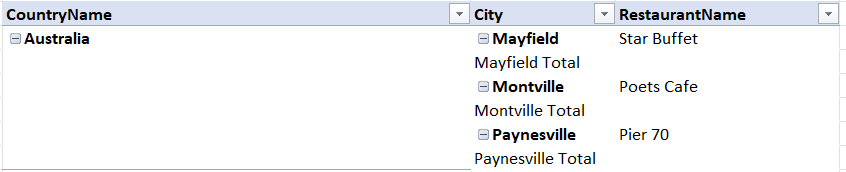 CountryName City RestaurantName
Australia Mayfield Star Buffet
Mayfield Total
Montville Poets Cafe
Montville Total
Paynesville Pier 70
Paynesville Total